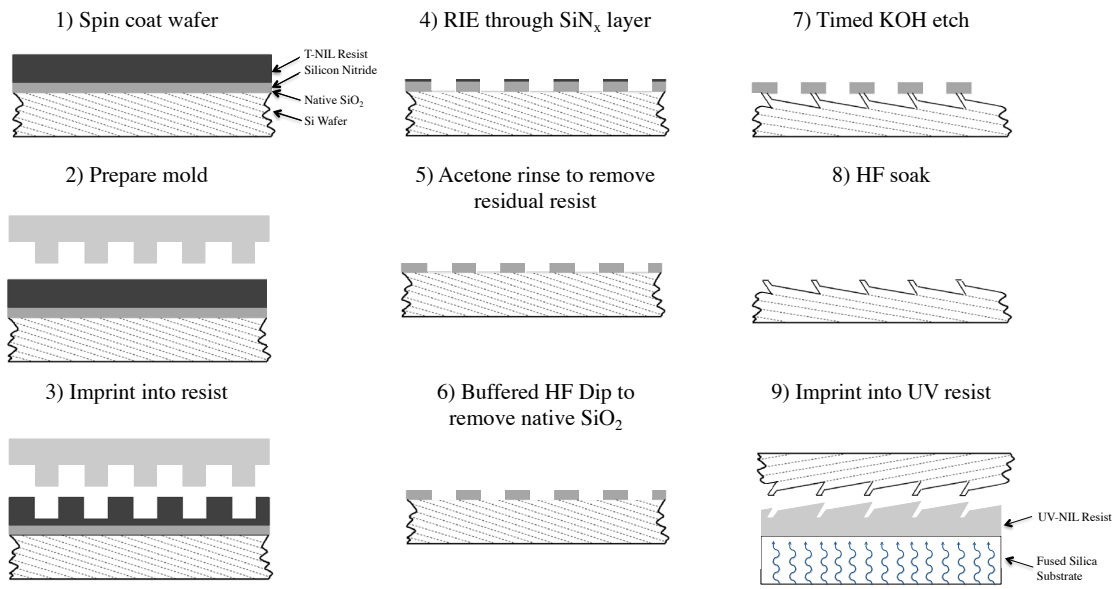 1) Spin coat wafer
T-NIL Resist
Silicon Nitride
Native SiO₂
Si Wafer
2) Prepare mold
3) Imprint into resist
4) RIE through SiNₓ layer
5) Acetone rinse to remove
residual resist
6) Buffered HF Dip to
remove native SiO₂
7) Timed KOH etch
8) HF soak
9) Imprint into UV resist
UV-NIL Resist
Fused Silica
Substrate